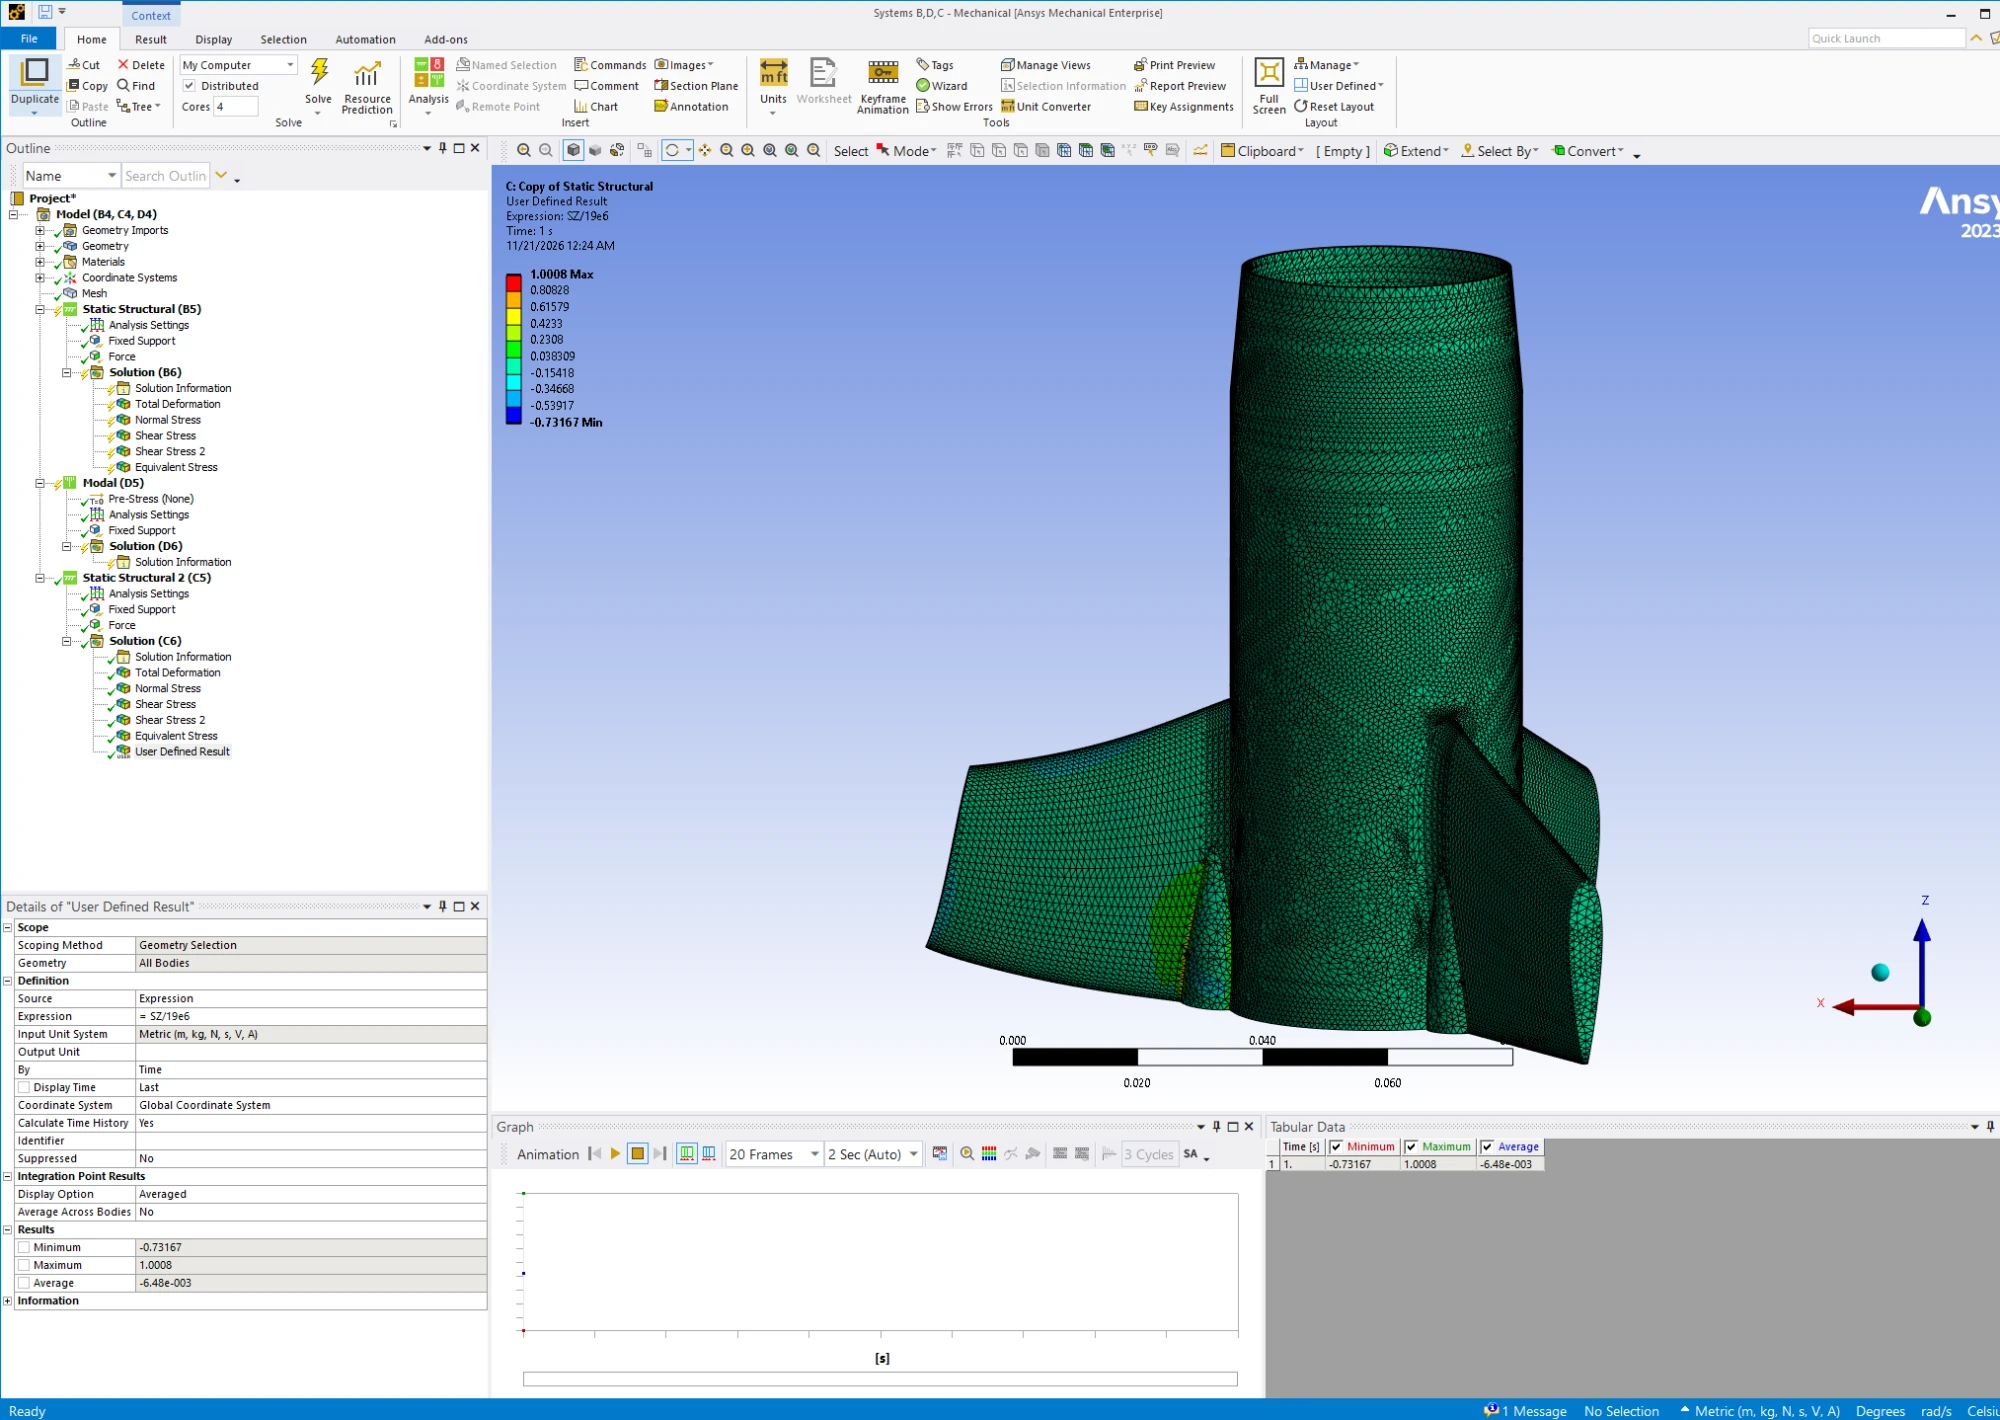 Context
Systems B,D,C - Mechanical [Ansys Mechanical Enterprise]
File
Home
Result
Display
Selection
Automation
Add-ons
Quick Launch
Duplicate
Cut
Copy
Paste
Delete
Find
Tree
Outline
My Computer
Distributed
Cores 4
Solve
Resource Prediction
Solve
Analysis
Named Selection
Coordinate System
Remote Point
Commands
Comment
Chart
Images
Section Plane
Annotation
Insert
Units
Worksheet
Keyframe Animation
Tags
Wizard
Show Errors
Manage Views
Selection Information
Unit Converter
Print Preview
Report Preview
Key Assignments
Tools
Full Screen
Manage
User Defined
Reset Layout
Layout
Outline
Name
Search Outlin
Select
Mode
Clipboard
[ Empty ]
Extend
Select By
Convert
Project*
Model (B4, C4, D4)
Geometry Imports
Geometry
Materials
Coordinate Systems
Mesh
Static Structural (B5)
Analysis Settings
Fixed Support
Force
Solution (B6)
Solution Information
Total Deformation
Normal Stress
Shear Stress
Shear Stress 2
Equivalent Stress
Modal (D5)
Pre-Stress (None)
Analysis Settings
Fixed Support
Solution (D6)
Solution Information
Static Structural 2 (C5)
Analysis Settings
Fixed Support
Force
Solution (C6)
Solution Information
Total Deformation
Normal Stress
Shear Stress
Shear Stress 2
Equivalent Stress
User Defined Result
C: Copy of Static Structural
User Defined Result
Expression: SZ/19e6
Time: 1 s
11/21/2026 12:24 AM
1.0008 Max
0.80828
0.61579
0.4233
0.2308
0.038309
-0.15418
-0.34668
-0.53917
-0.73167 Min
Ansy
2023
Z
X
0.000
0.040
0.020
0.060
Details of "User Defined Result"
Scope
Scoping Method Geometry Selection
Geometry All Bodies
Definition
Source Expression
Expression = SZ/19e6
Input Unit System Metric (m, kg, N, s, V, A)
Output Unit
By Time
Display Time Last
Coordinate System Global Coordinate System
Calculate Time History Yes
Identifier
Suppressed No
Integration Point Results
Display Option Averaged
Average Across Bodies No
Results
Minimum -0.73167
Maximum 1.0008
Average -6.48e-003
Information
Graph
Animation
20 Frames
2 Sec (Auto)
3 Cycles
SA
[s]
Tabular Data
Time [s] Minimum Maximum Average
1 1. -0.73167 1.0008 -6.48e-003
Ready
1 Message
No Selection
Metric (m, kg, N, s, V, A)
Degrees
rad/s
Celsiu